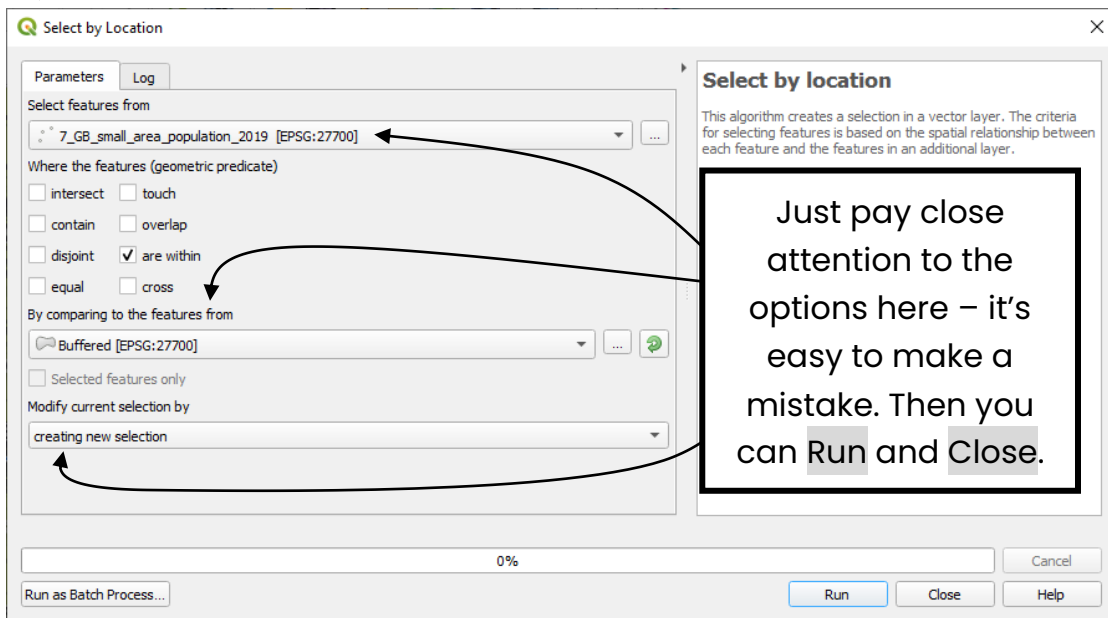 Select by Location
Parameters Log
Select features from
7_GB_small_area_population_2019 [EPSG:27700]
...
Where the features (geometric predicate)
intersect touch
contain overlap
disjoint are within
equal cross
By comparing to the features from
Buffered [EPSG:27700]
...
Selected features only
Modify current selection by
creating new selection
Select by location
This algorithm creates a selection in a vector layer. The criteria
for selecting features is based on the spatial relationship between
each feature and the features in an additional layer.
Just pay close
attention to the
options here – it’s
easy to make a
mistake. Then you
can Run and Close.
0%
Cancel
Run as Batch Process...
Run Close Help